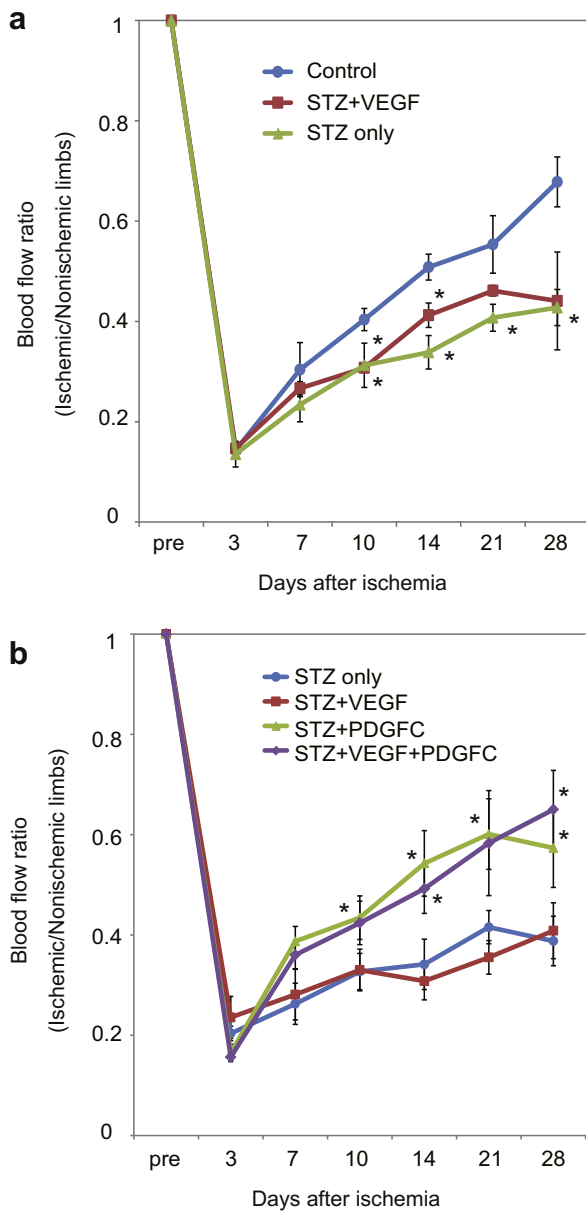 a
Blood flow ratio
(Ischemic/Nonischemic limbs)
1
0.8
0.6
0.4
0.2
0
Control
STZ+VEGF
STZ only
*
*
*
*
*
*
pre 3 7 10 14 21 28
Days after ischemia
b
Blood flow ratio
(Ischemic/Nonischemic limbs)
1
0.8
0.6
0.4
0.2
0
STZ only
STZ+VEGF
STZ+PDGFC
STZ+VEGF+PDGFC
*
*
*
*
*
*
pre 3 7 10 14 21 28
Days after ischemia